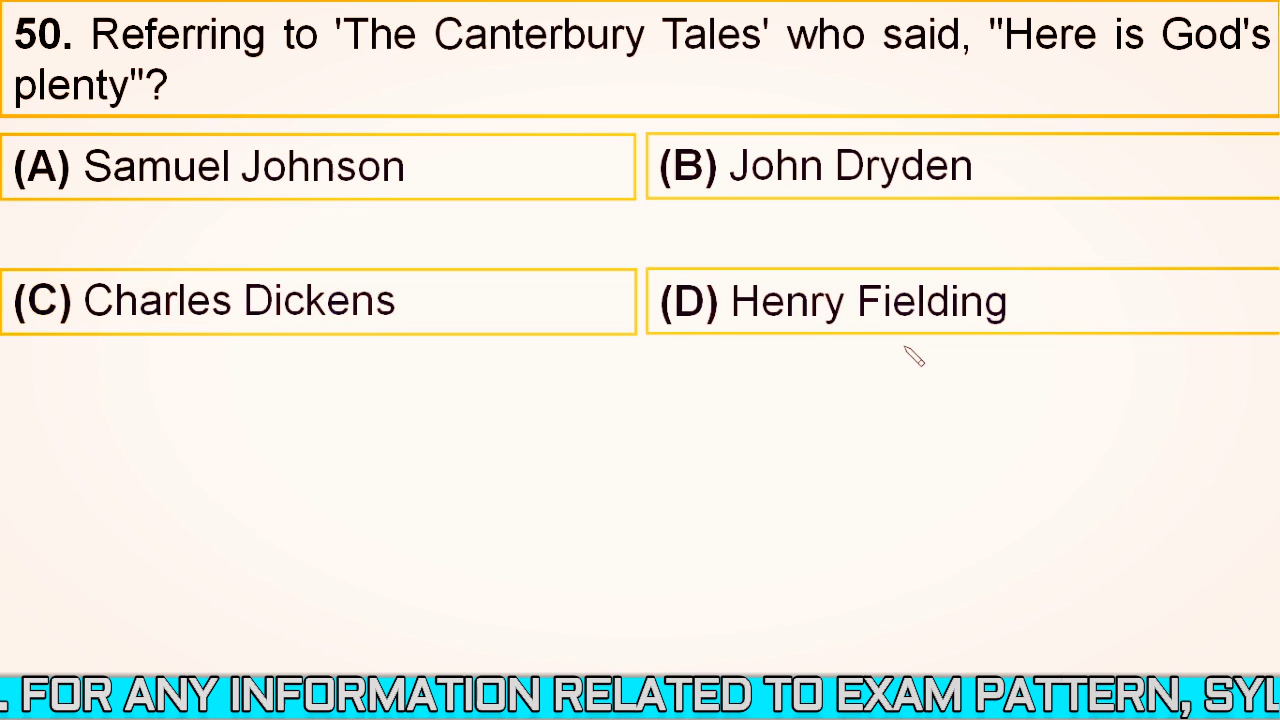 50. Referring to 'The Canterbury Tales' who said, "Here is God's
plenty"?
(A) Samuel Johnson
(B) John Dryden
(C) Charles Dickens
(D) Henry Fielding
. FOR ANY INFORMATION RELATED TO EXAM PATTERN, SYL